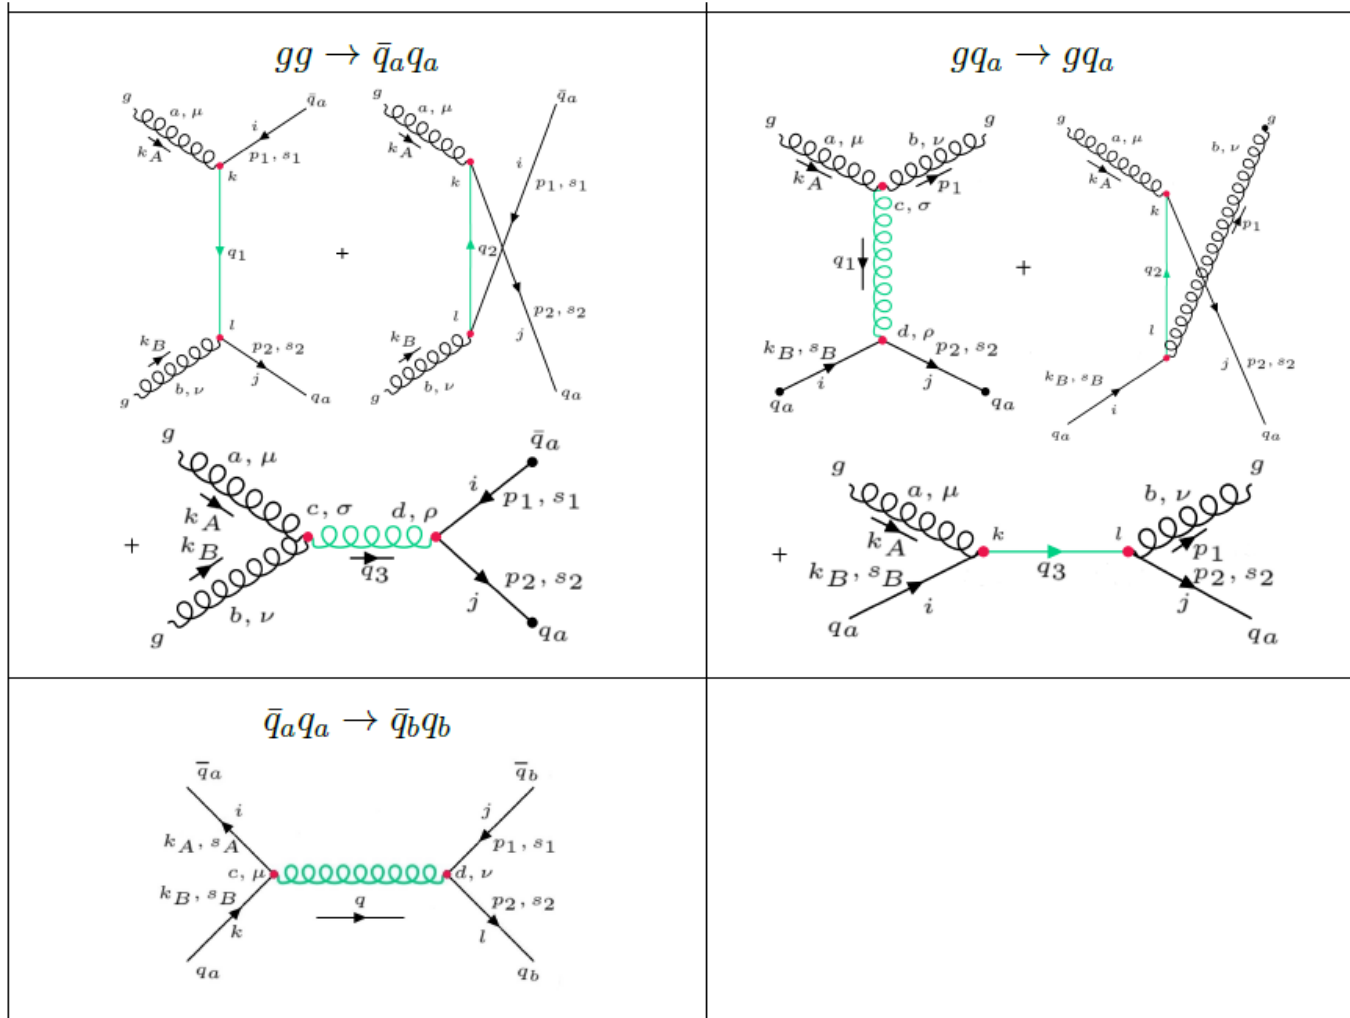 gg → q̄ₐqₐ
g
a, μ
k_A
i
q̄ₐ
p₁, s₁
k
q₁
l
k_B
b, ν
g
p₂, s₂
j
qₐ
+
g
a, μ
k_A
k
q̄ₐ
i
p₁, s₁
q₂
p₂, s₂
j
l
k_B
b, ν
g
qₐ
+
g
a, μ
k_A
k_B
b, ν
g
c, σ
d, ρ
q₃
q̄ₐ
i
p₁, s₁
p₂, s₂
j
qₐ
gqₐ → gqₐ
g
a, μ
k_A
b, ν
g
p₁
c, σ
q₁
d, ρ
k_B, s_B
i
qₐ
p₂, s₂
j
qₐ
+
g
a, μ
k_A
k
b, ν
g
p₁
q₂
l
k_B, s_B
i
qₐ
j
p₂, s₂
qₐ
+
g
a, μ
k_A
k_B, s_B
i
qₐ
k
q₃
l
b, ν
g
p₁
p₂, s₂
j
qₐ
q̄ₐqₐ → q̄_bq_b
q̄ₐ
i
k_A, s_A
c, μ
k_B, s_B
k
qₐ
q
q̄_b
j
p₁, s₁
d, ν
p₂, s₂
l
q_b